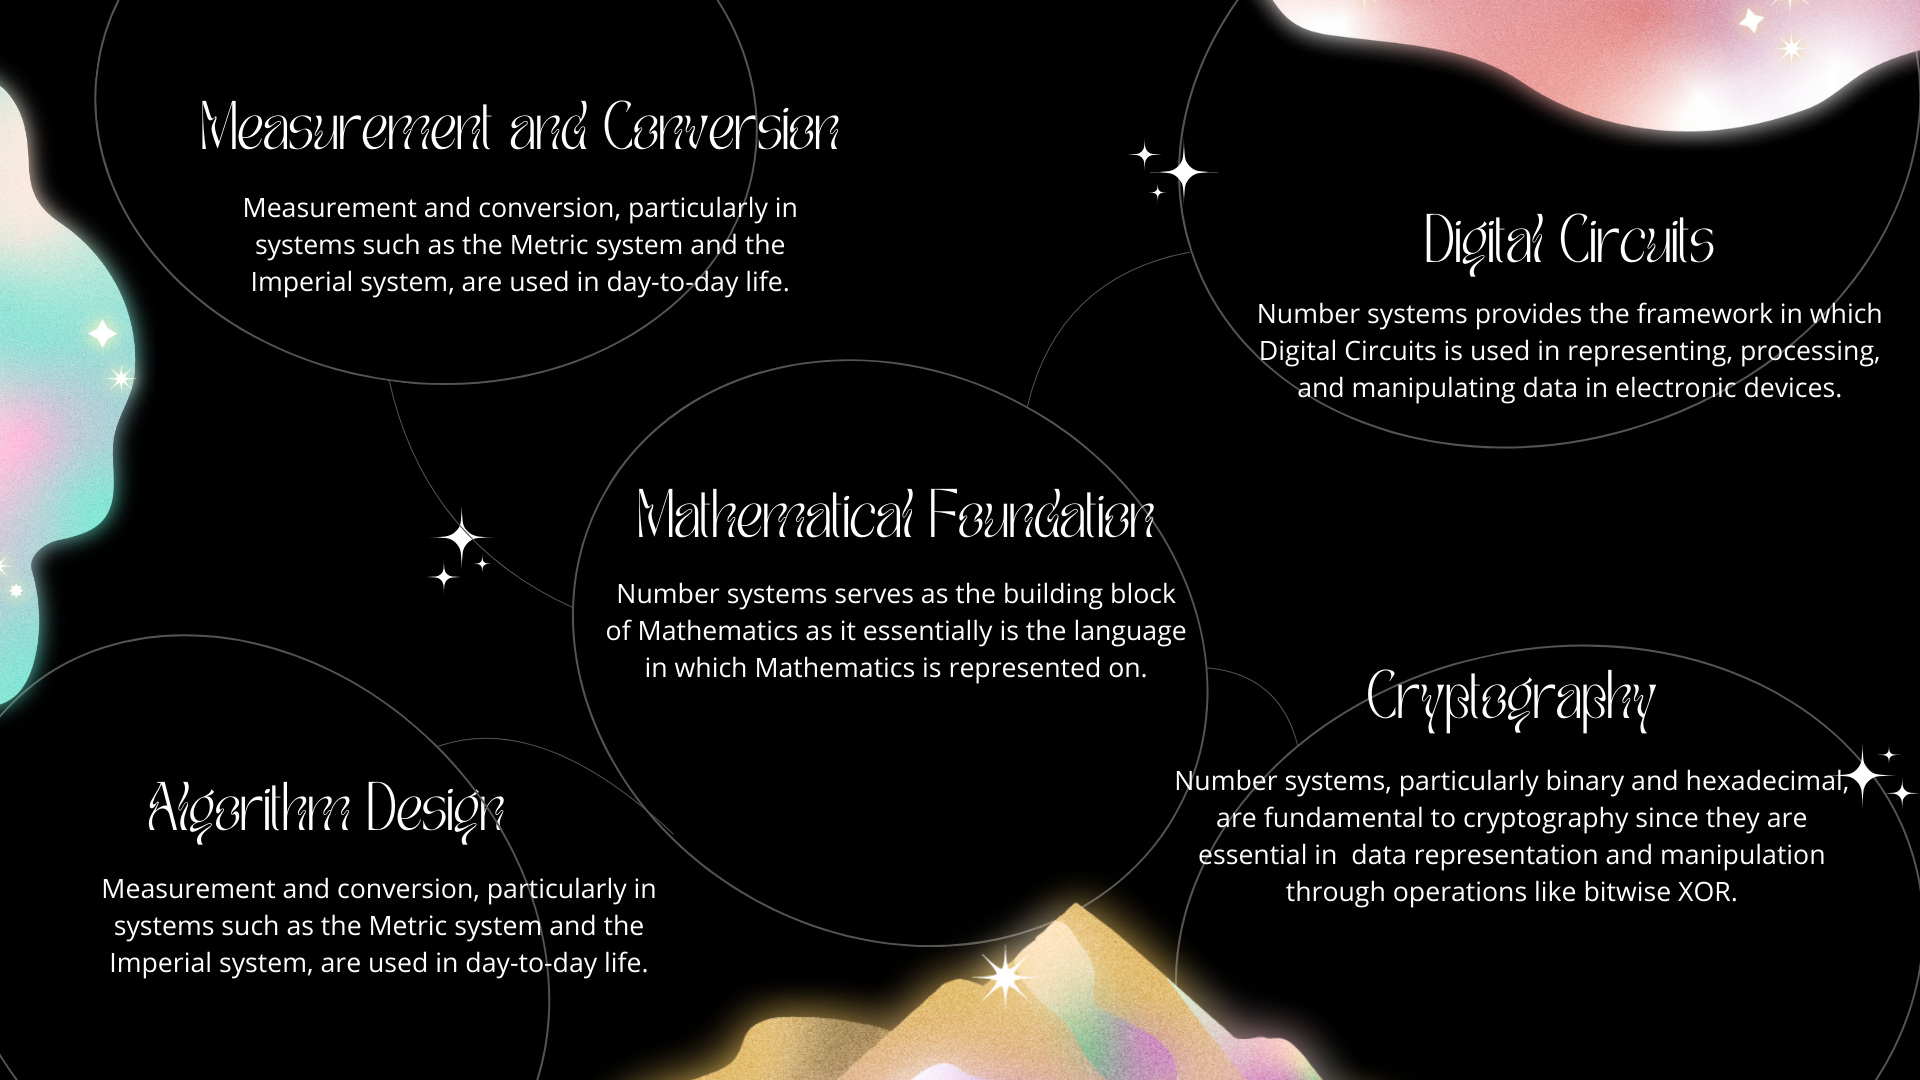 Measurement and Conversion
Measurement and conversion, particularly in
systems such as the Metric system and the
Imperial system, are used in day-to-day life.
Digital Circuits
Number systems provides the framework in which
Digital Circuits is used in representing, processing,
and manipulating data in electronic devices.
Mathematical Foundation
Number systems serves as the building block
of Mathematics as it essentially is the language
in which Mathematics is represented on.
Cryptography
Number systems, particularly binary and hexadecimal,
are fundamental to cryptography since they are
essential in  data representation and manipulation
through operations like bitwise XOR.
Algorithm Design
Measurement and conversion, particularly in
systems such as the Metric system and the
Imperial system, are used in day-to-day life.